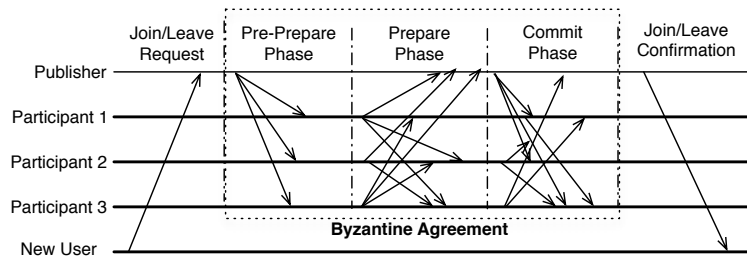 Join/Leave
Request
Pre-Prepare
Phase
Prepare
Phase
Commit
Phase
Join/Leave
Confirmation
Publisher
Participant 1
Participant 2
Participant 3
Byzantine Agreement
New User